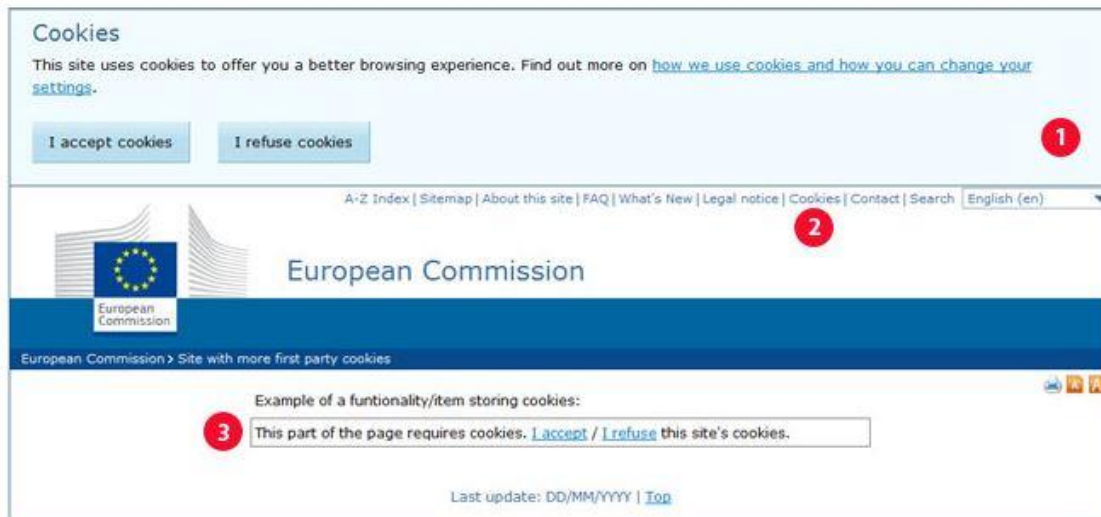 Cookies
This site uses cookies to offer you a better browsing experience. Find out more on how we use cookies and how you can change your
settings.
I accept cookies I refuse cookies
1
A-Z Index | Sitemap | About this site | FAQ | What's New | Legal notice | Cookies | Contact | Search English (en)
2
European Commission
European
Commission
European Commission > Site with more first party cookies
A A
Example of a funtionality/item storing cookies:
3 This part of the page requires cookies. I accept / I refuse this site's cookies.
Last update: DD/MM/YYYY | Top